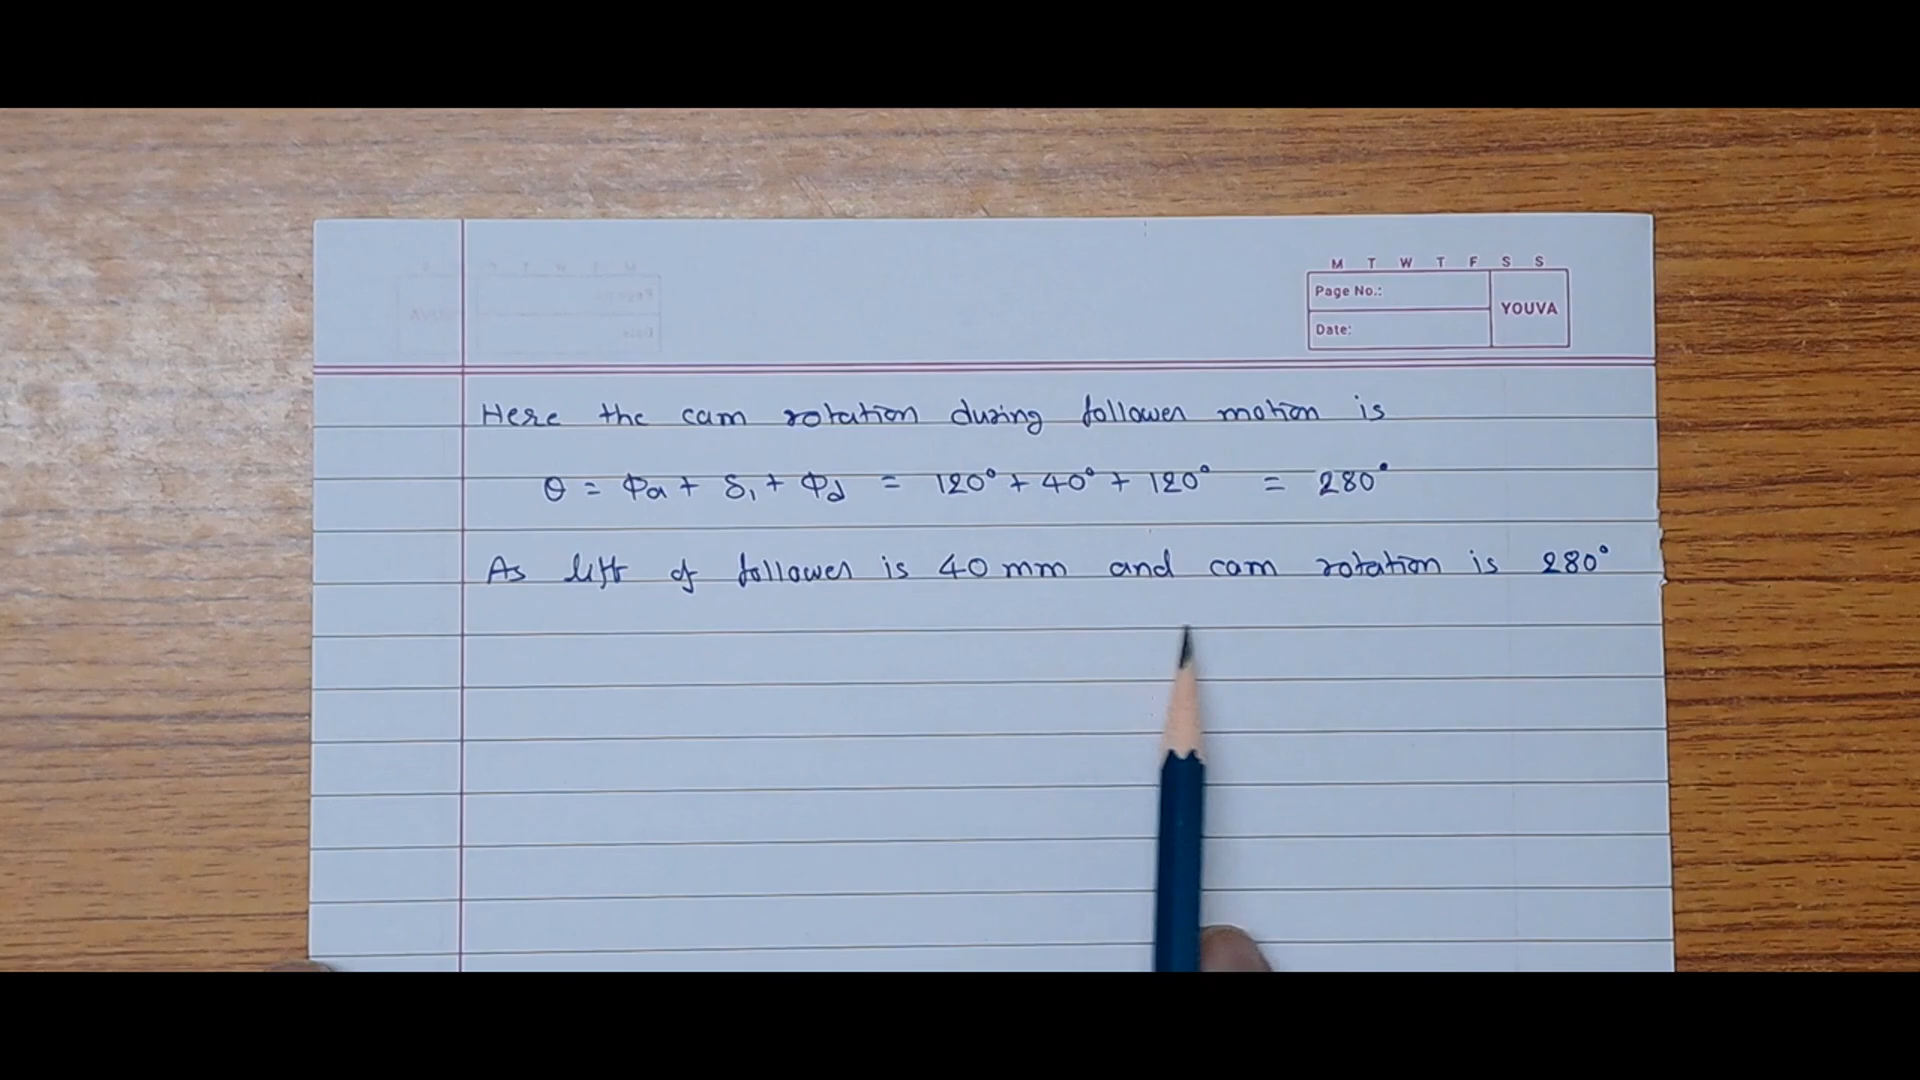 M T W T F S S
Page No.:
YOUVA
Date:
Here the cam rotation during follower motion is
θ = Φa + δ₁ + Φd = 120° + 40° + 120° = 280°
As lift of follower is 40 mm and cam rotation is 280°